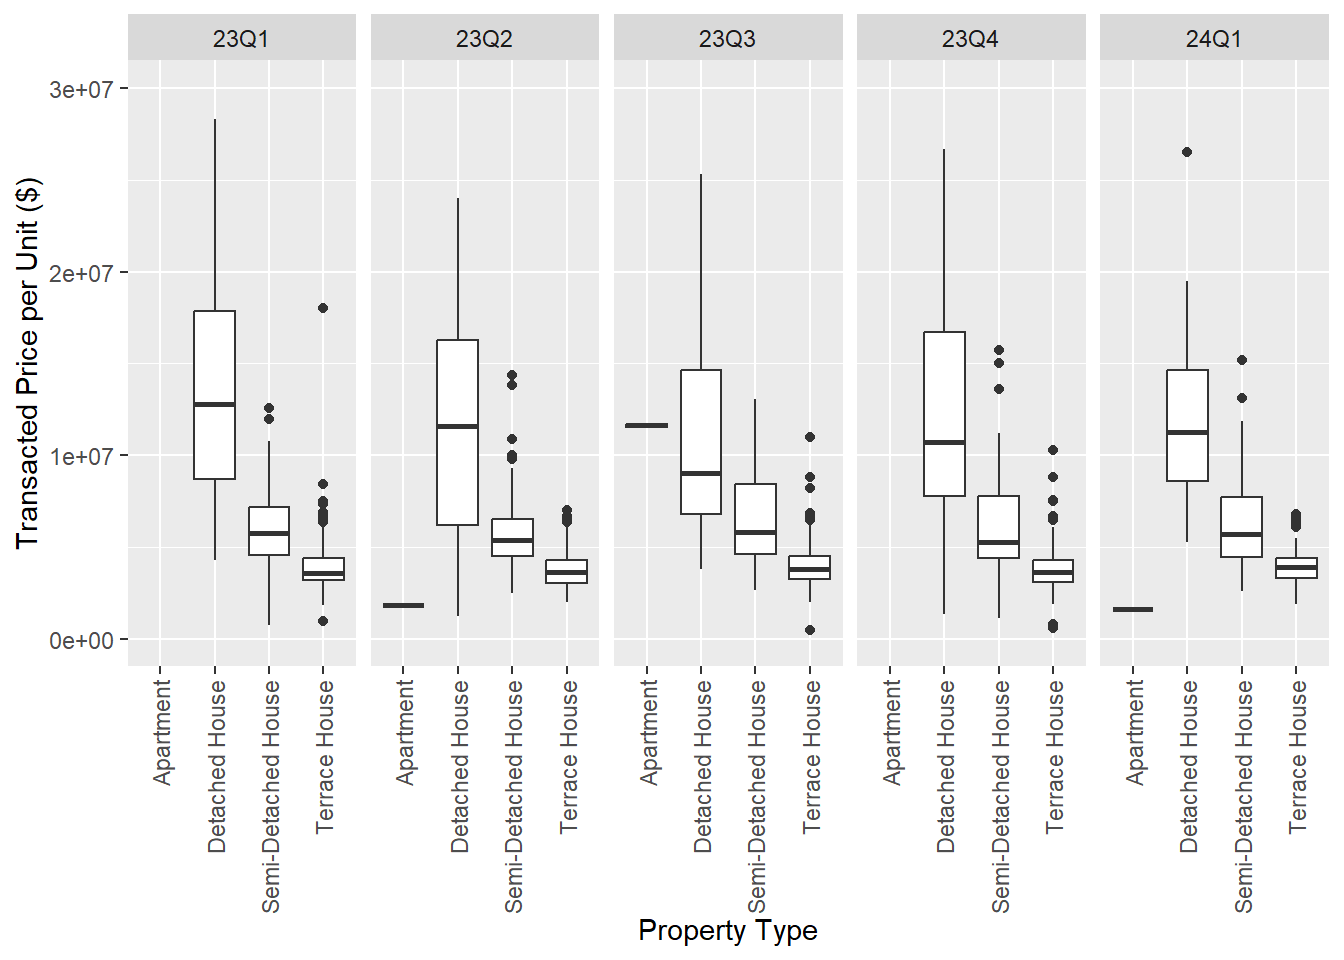 23Q1 23Q2 23Q3 23Q4 24Q1
3e+07
2e+07
1e+07
0e+00
Transacted Price per Unit ($)
Apartment
Detached House
Semi-Detached House
Terrace House
Apartment
Detached House
Semi-Detached House
Terrace House
Apartment
Detached House
Semi-Detached House
Terrace House
Apartment
Detached House
Semi-Detached House
Terrace House
Apartment
Detached House
Semi-Detached House
Terrace House
Property Type